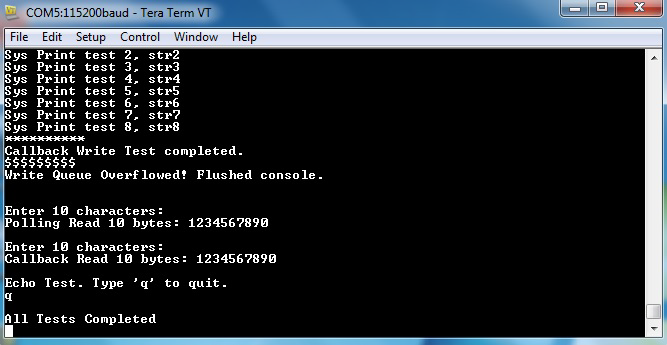 COM5:115200baud - Tera Term VT
File Edit Setup Control Window Help
Sys Print test 2, str2
Sys Print test 3, str3
Sys Print test 4, str4
Sys Print test 5, str5
Sys Print test 6, str6
Sys Print test 7, str7
Sys Print test 8, str8
**********
Callback Write Test completed.
$$$$$$$$$
Write Queue Overflowed! Flushed console.
Enter 10 characters:
Polling Read 10 bytes: 1234567890
Enter 10 characters:
Callback Read 10 bytes: 1234567890
Echo Test. Type 'q' to quit.
q
All Tests Completed